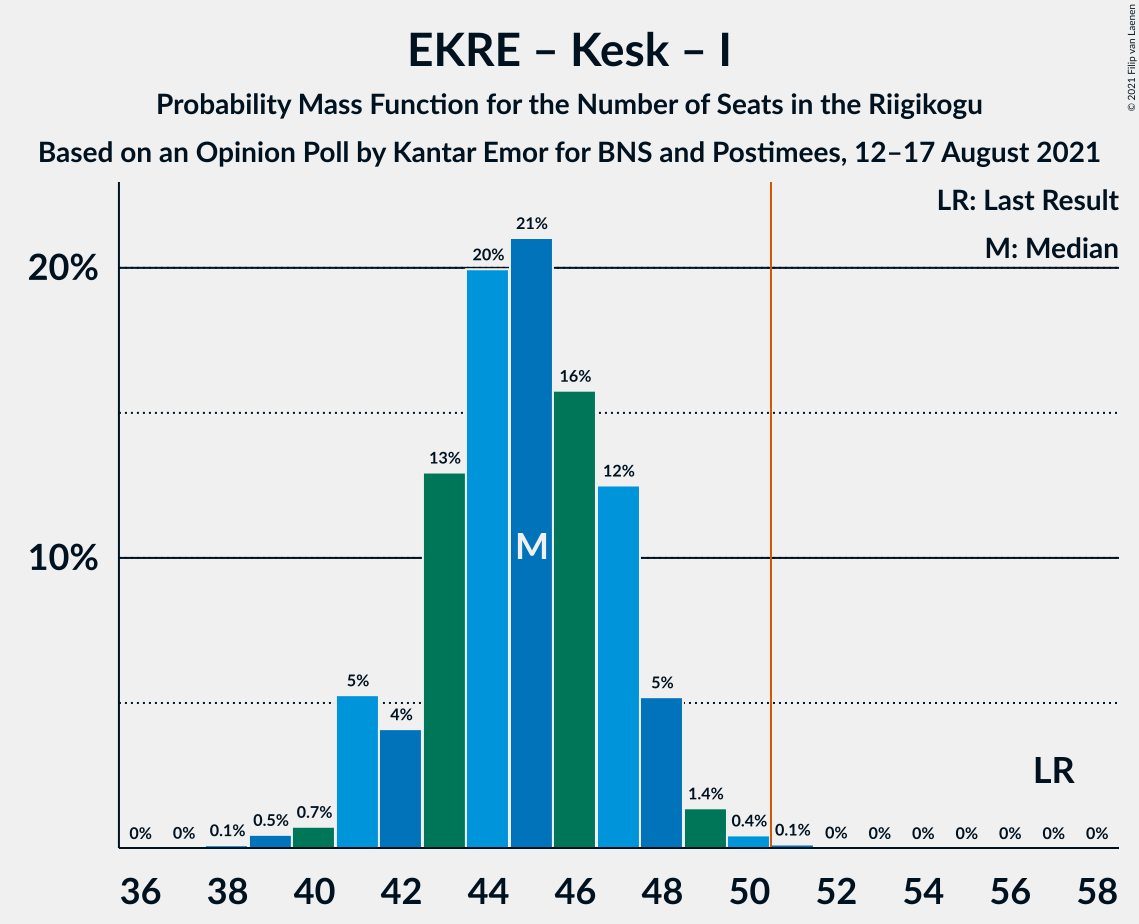 EKRE – Kesk – I
Probability Mass Function for the Number of Seats in the Riigikogu
Based on an Opinion Poll by Kantar Emor for BNS and Postimees, 12–17 August 2021
© 2021 Filip van Laenen
LR: Last Result
M: Median
20%
10%
0% 0% 0.1% 0.5% 0.7% 5% 4% 13% 20% 21% 16% 12% 5% 1.4% 0.4% 0.1% 0% 0% 0% 0% 0% 0% 0%
M
LR
36 38 40 42 44 46 48 50 52 54 56 58